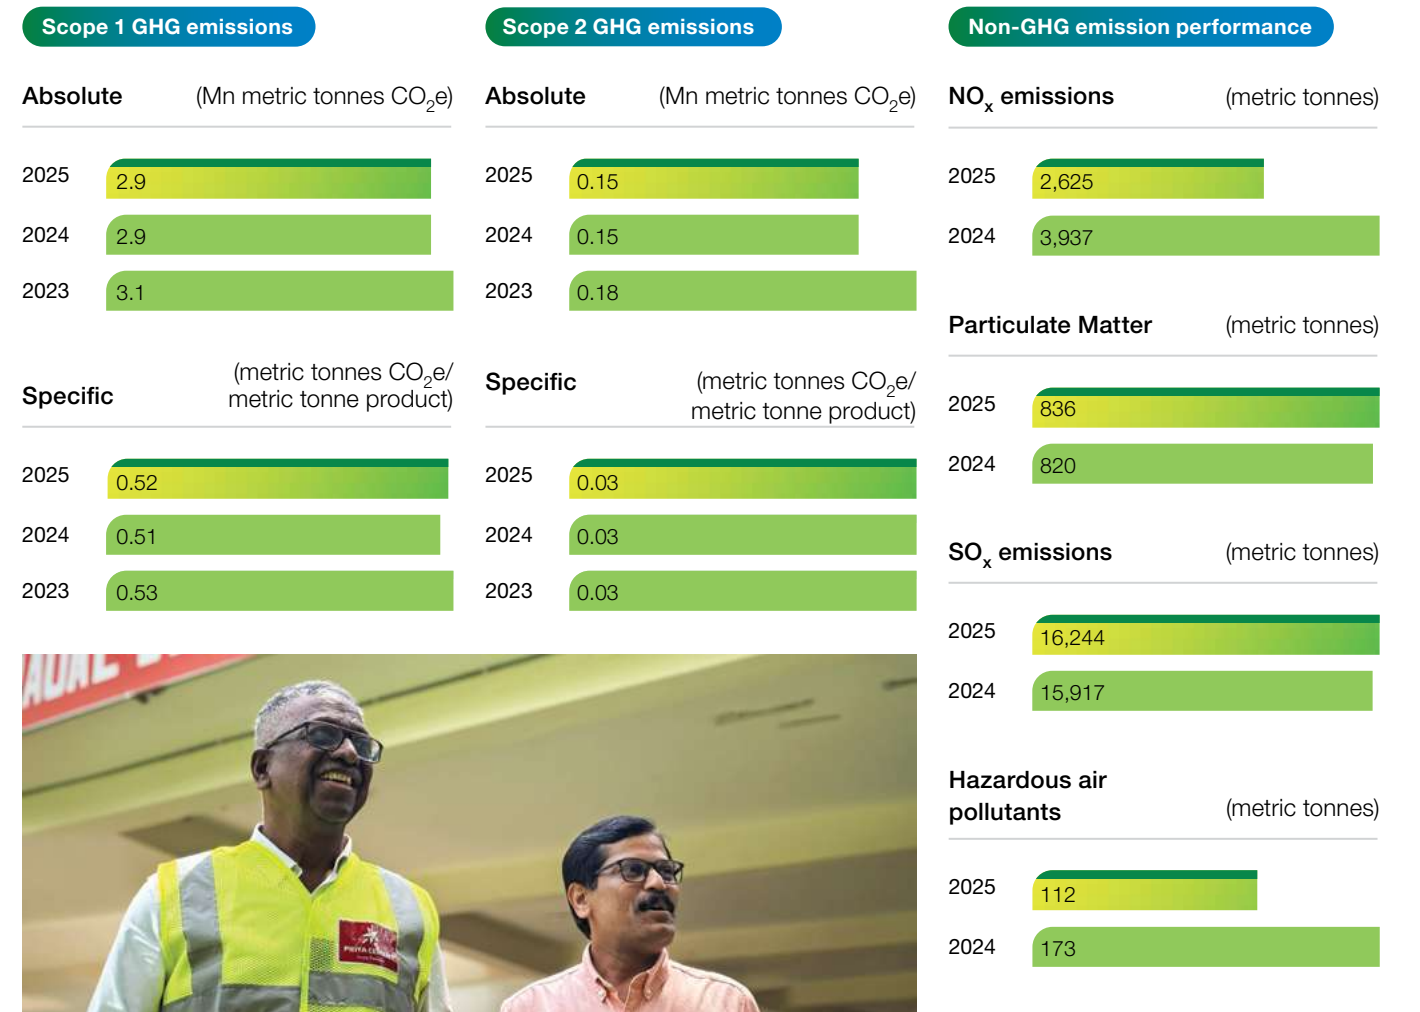 Scope 1 GHG emissions
Absolute (Mn metric tonnes CO₂e)
2025 2.9
2024 2.9
2023 3.1
Specific (metric tonnes CO₂e/
metric tonne product)
2025 0.52
2024 0.51
2023 0.53
Scope 2 GHG emissions
Absolute (Mn metric tonnes CO₂e)
2025 0.15
2024 0.15
2023 0.18
Specific (metric tonnes CO₂e/
metric tonne product)
2025 0.03
2024 0.03
2023 0.03
Non-GHG emission performance
NOₓ emissions (metric tonnes)
2025 2,625
2024 3,937
Particulate Matter (metric tonnes)
2025 836
2024 820
SOₓ emissions (metric tonnes)
2025 16,244
2024 15,917
Hazardous air
pollutants (metric tonnes)
2025 112
2024 173
PRIYA